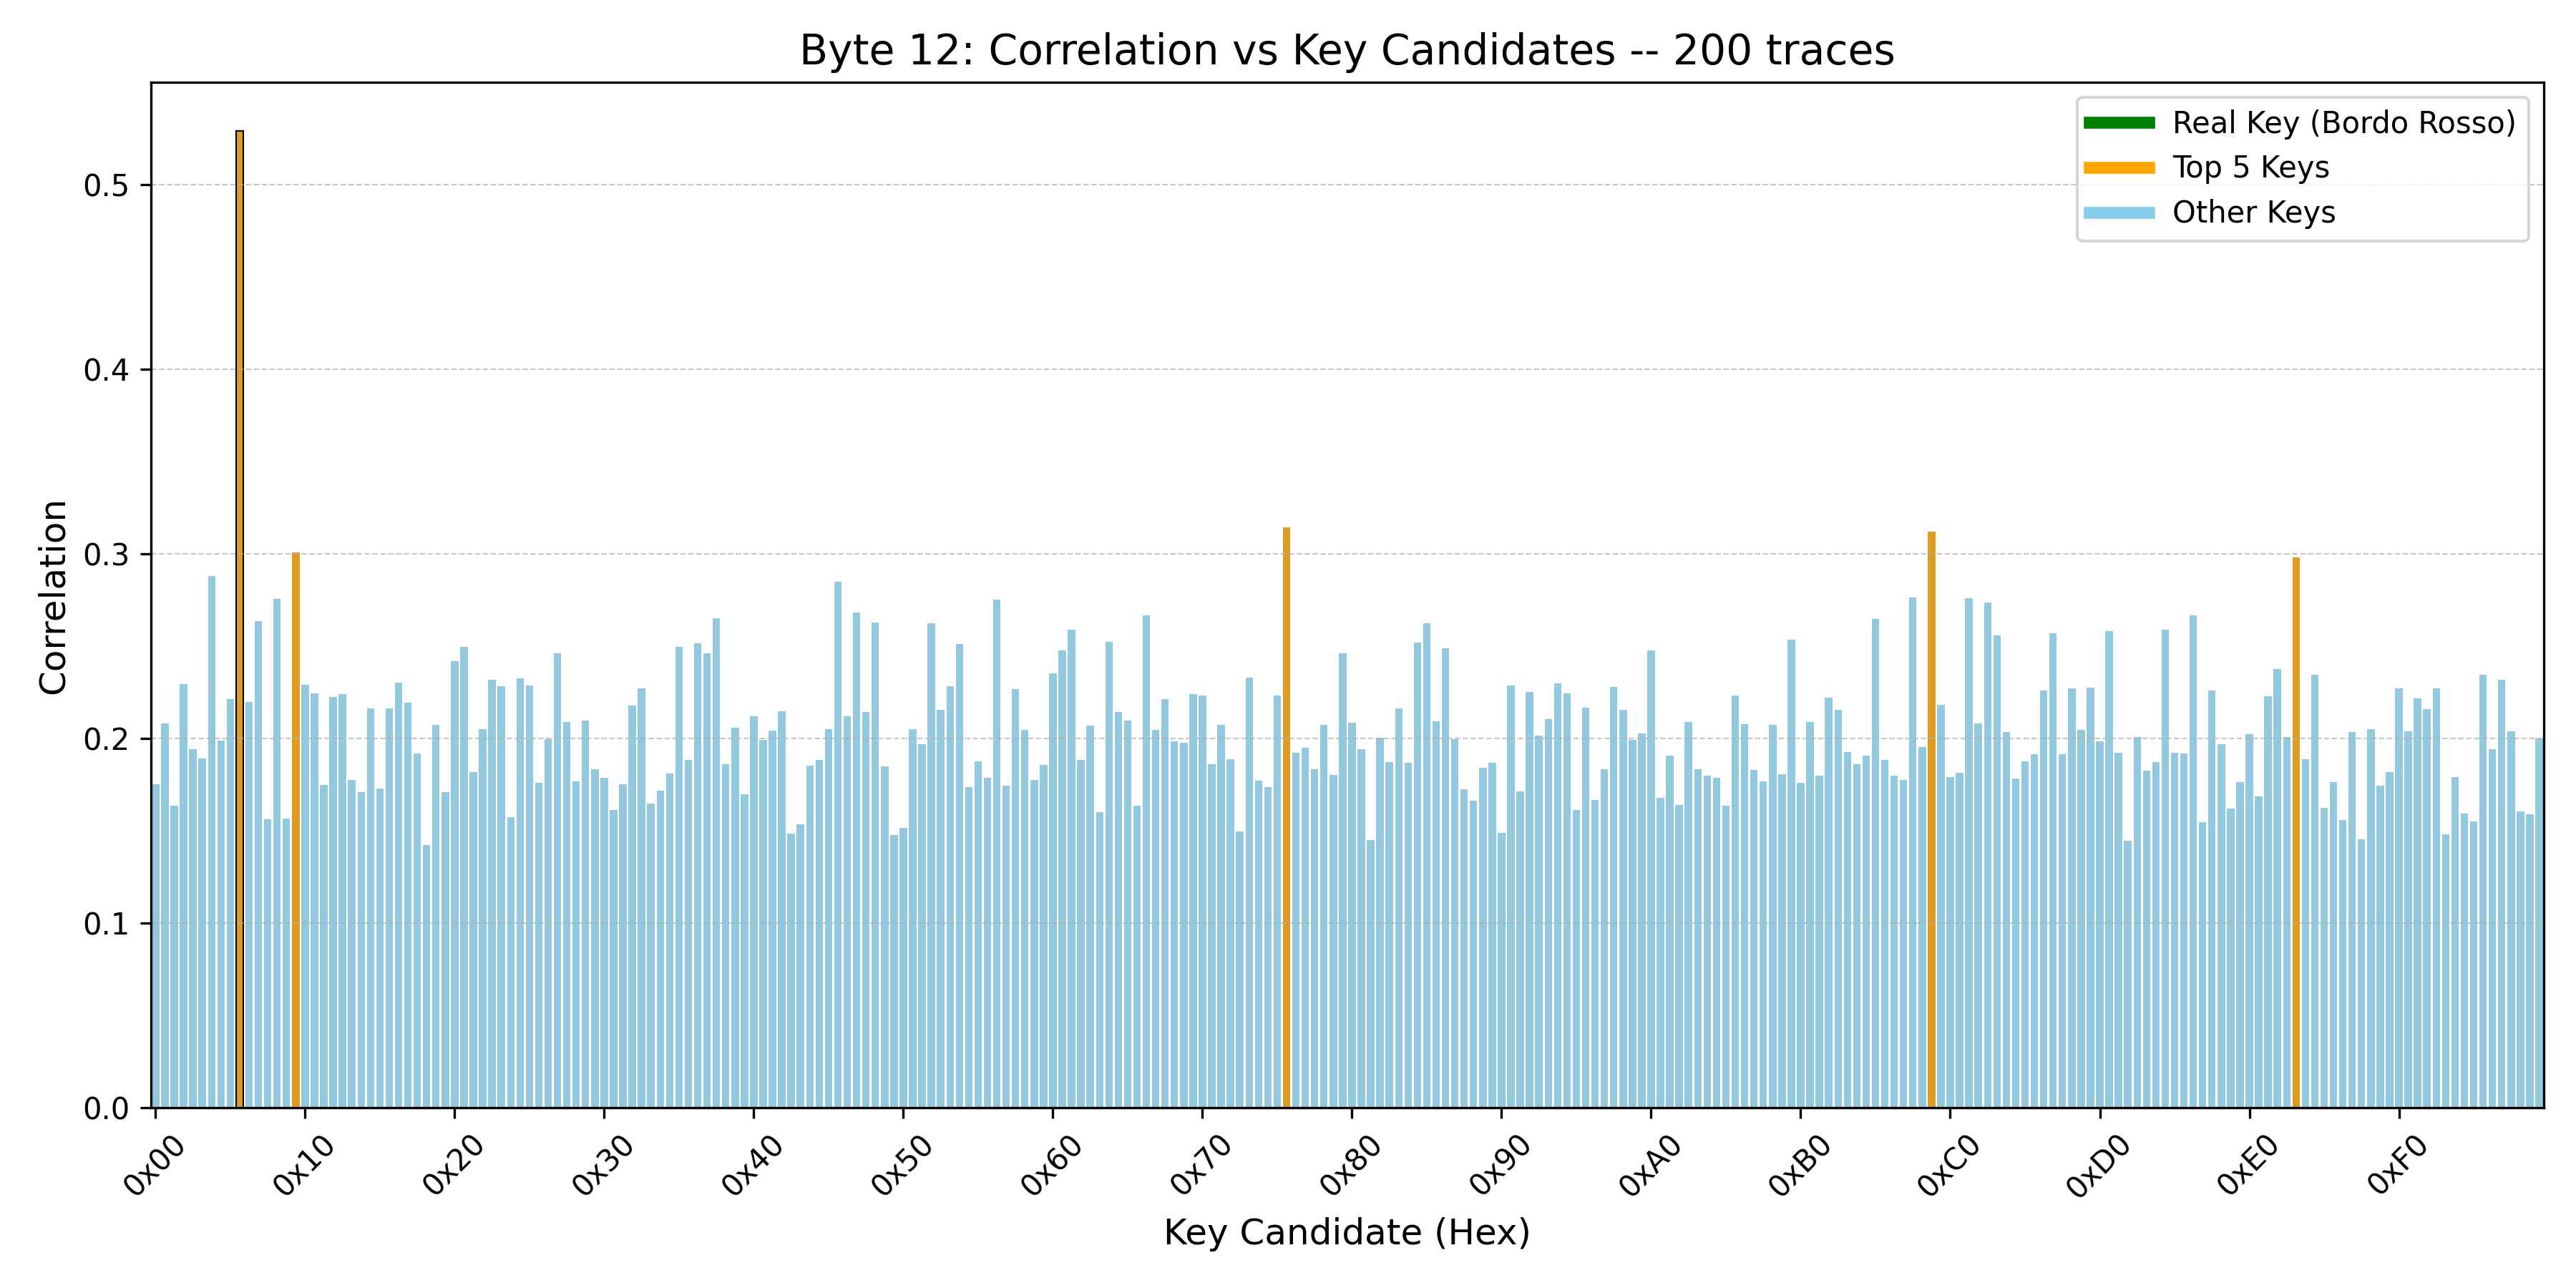 Byte 12: Correlation vs Key Candidates -- 200 traces
Real Key (Bordo Rosso)
Top 5 Keys
Other Keys
Correlation
0.5
0.4
0.3
0.2
0.1
0.0
0x00
0x10
0x20
0x30
0x40
0x50
0x60
0x70
0x80
0x90
0xA0
0xB0
0xC0
0xD0
0xE0
0xF0
Key Candidate (Hex)